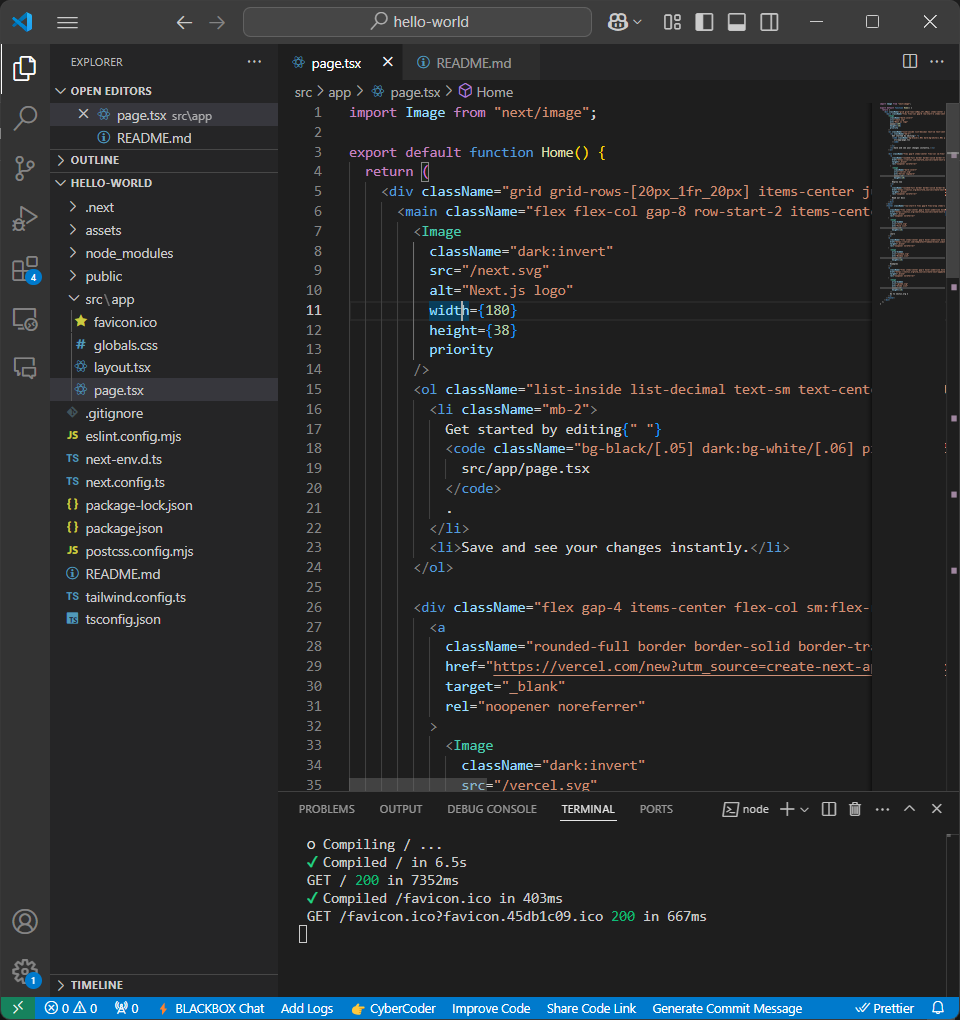 hello-world
EXPLORER
OPEN EDITORS
page.tsx src\app
README.md
OUTLINE
HELLO-WORLD
.next
assets
node_modules
public
src\app
favicon.ico
globals.css
layout.tsx
page.tsx
.gitignore
JS eslint.config.mjs
TS next-env.d.ts
TS next.config.ts
{} package-lock.json
{} package.json
JS postcss.config.mjs
README.md
TS tailwind.config.ts
TS tsconfig.json
TIMELINE
4
1
page.tsx
README.md
src > app > page.tsx > Home
1 import Image from "next/image";
2
3 export default function Home() {
4 return (
5 <div className="grid grid-rows-[20px_1fr_20px] items-center j
6 <main className="flex flex-col gap-8 row-start-2 items-cent
7 <Image
8 className="dark:invert"
9 src="/next.svg"
10 alt="Next.js logo"
11 width={180}
12 height={38}
13 priority
14 />
15 <ol className="list-inside list-decimal text-sm text-cente
16 <li className="mb-2">
17 Get started by editing{" "}
18 <code className="bg-black/[.05] dark:bg-white/[.06] p
19 src/app/page.tsx
20 </code>
21 .
22 </li>
23 <li>Save and see your changes instantly.</li>
24 </ol>
25
26 <div className="flex gap-4 items-center flex-col sm:flex-
27 <a
28 className="rounded-full border border-solid border-tra
29 href="https://vercel.com/new?utm_source=create-next-ap
30 target="_blank"
31 rel="noopener noreferrer"
32 >
33 <Image
34 className="dark:invert"
35 src="/vercel.svg"
PROBLEMS OUTPUT DEBUG CONSOLE TERMINAL PORTS node
○ Compiling / ...
✓ Compiled / in 6.5s
GET / 200 in 7352ms
✓ Compiled /favicon.ico in 403ms
GET /favicon.ico?favicon.45db1c09.ico 200 in 667ms
0 0 0 BLACKBOX Chat Add Logs 👉 CyberCoder Improve Code Share Code Link Generate Commit Message Prettier